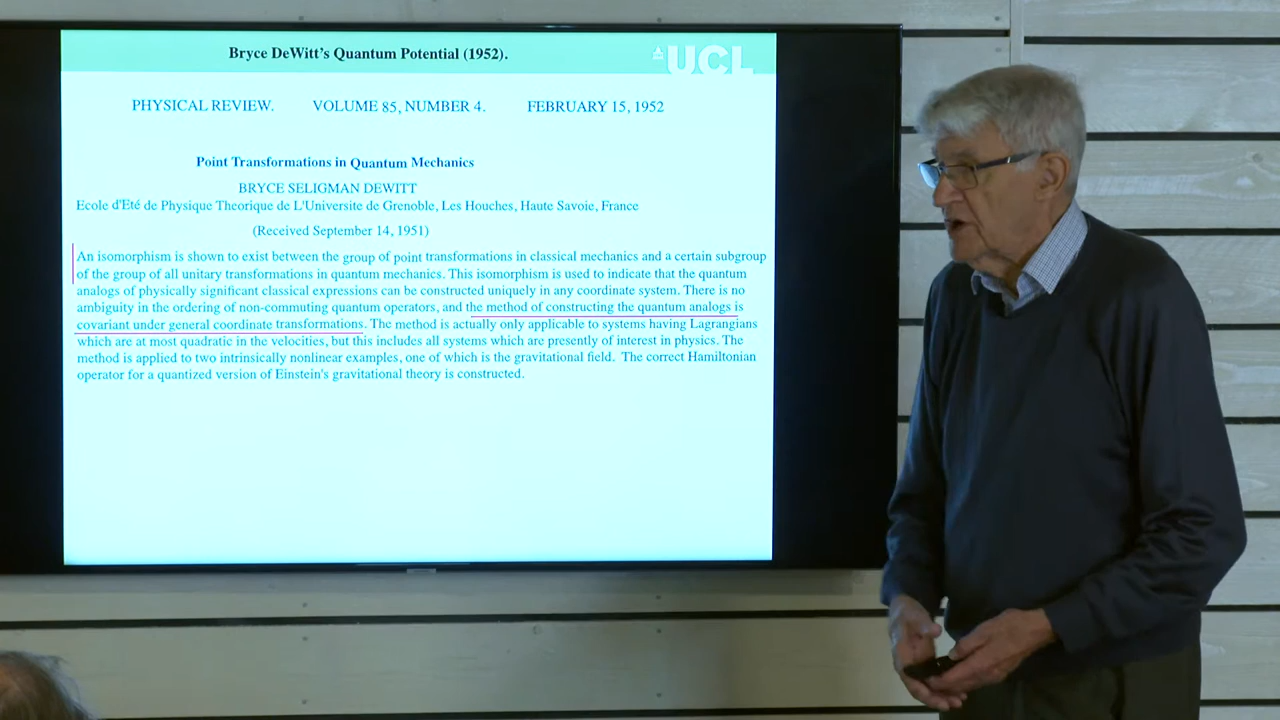 Bryce DeWitt's Quantum Potential (1952).
UCL
PHYSICAL REVIEW. VOLUME 85, NUMBER 4. FEBRUARY 15, 1952
Point Transformations in Quantum Mechanics
BRYCE SELIGMAN DEWITT
Ecole d'Eté de Physique Theorique de L'Universite de Grenoble, Les Houches, Haute Savoie, France
(Received September 14, 1951)
An isomorphism is shown to exist between the group of point transformations in classical mechanics and a certain subgroup
of the group of all unitary transformations in quantum mechanics. This isomorphism is used to indicate that the quantum
analogs of physically significant classical expressions can be constructed uniquely in any coordinate system. There is no
ambiguity in the ordering of non-commuting quantum operators, and the method of constructing the quantum analogs is
covariant under general coordinate transformations. The method is actually only applicable to systems having Lagrangians
which are at most quadratic in the velocities, but this includes all systems which are presently of interest in physics. The
method is applied to two intrinsically nonlinear examples, one of which is the gravitational field. The correct Hamiltonian
operator for a quantized version of Einstein's gravitational theory is constructed.